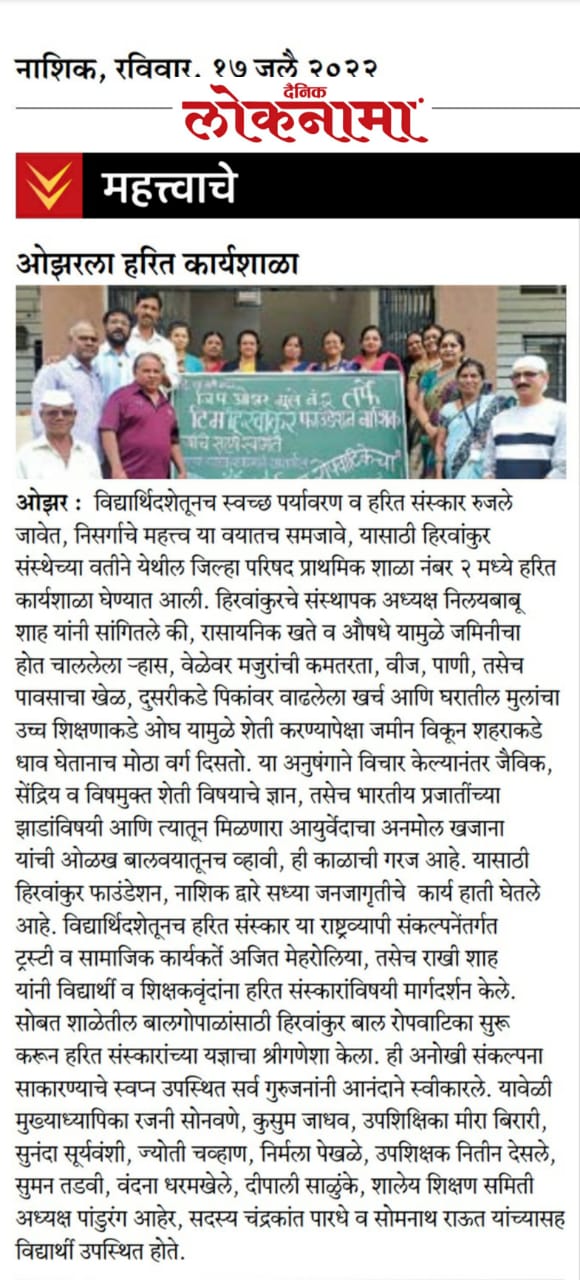 नाशिक, रविवार, १७ जुलै २०२२
दैनिक
लोकनामा
महत्त्वाचे
ओझरला हरित कार्यशाळा
जिप ओझर मुले नं. २ तर्फे
टिम हिरवांकुर फाउंडेशन नाशिक
यांचे सहर्ष स्वागत
रोपवाटिकेचा
ओझर : विद्यार्थिदशेतूनच स्वच्छ पर्यावरण व हरित संस्कार रुजले
जावेत, निसर्गाचे महत्त्व या वयातच समजावे, यासाठी हिरवांकुर
संस्थेच्या वतीने येथील जिल्हा परिषद प्राथमिक शाळा नंबर २ मध्ये हरित
कार्यशाळा घेण्यात आली. हिरवांकुरचे संस्थापक अध्यक्ष निलयबाबू
शाह यांनी सांगितले की, रासायनिक खते व औषधे यामुळे जमिनीचा
होत चाललेला ऱ्हास, वेळेवर मजुरांची कमतरता, वीज, पाणी, तसेच
पावसाचा खेळ, दुसरीकडे पिकांवर वाढलेला खर्च आणि घरातील मुलांचा
उच्च शिक्षणाकडे ओघ यामुळे शेती करण्यापेक्षा जमीन विकून शहराकडे
धाव घेतानाच मोठा वर्ग दिसतो. या अनुषंगाने विचार केल्यानंतर जैविक,
सेंद्रिय व विषमुक्त शेती विषयाचे ज्ञान, तसेच भारतीय प्रजातींच्या
झाडांविषयी आणि त्यातून मिळणारा आयुर्वेदाचा अनमोल खजाना
यांची ओळख बालवयातूनच व्हावी, ही काळाची गरज आहे. यासाठी
हिरवांकुर फाउंडेशन, नाशिक द्वारे सध्या जनजागृतीचे कार्य हाती घेतले
आहे. विद्यार्थिदशेतूनच हरित संस्कार या राष्ट्रव्यापी संकल्पनेंतर्गत
ट्रस्टी व सामाजिक कार्यकर्ते अजित मेहरोलिया, तसेच राखी शाह
यांनी विद्यार्थी व शिक्षकवृंदांना हरित संस्कारांविषयी मार्गदर्शन केले.
सोबत शाळेतील बालगोपाळांसाठी हिरवांकुर बाल रोपवाटिका सुरू
करून हरित संस्कारांच्या यज्ञाचा श्रीगणेशा केला. ही अनोखी संकल्पना
साकारण्याचे स्वप्न उपस्थित सर्व गुरुजनांनी आनंदाने स्वीकारले. यावेळी
मुख्याध्यापिका रजनी सोनवणे, कुसुम जाधव, उपशिक्षिका मीरा बिरारी,
सुनंदा सूर्यवंशी, ज्योती चव्हाण, निर्मला पेखळे, उपशिक्षक नितीन देसले,
सुमन तडवी, वंदना धरमखेले, दीपाली साळुंके, शालेय शिक्षण समिती
अध्यक्ष पांडुरंग आहेर, सदस्य चंद्रकांत पारधे व सोमनाथ राऊत यांच्यासह
विद्यार्थी उपस्थित होते.